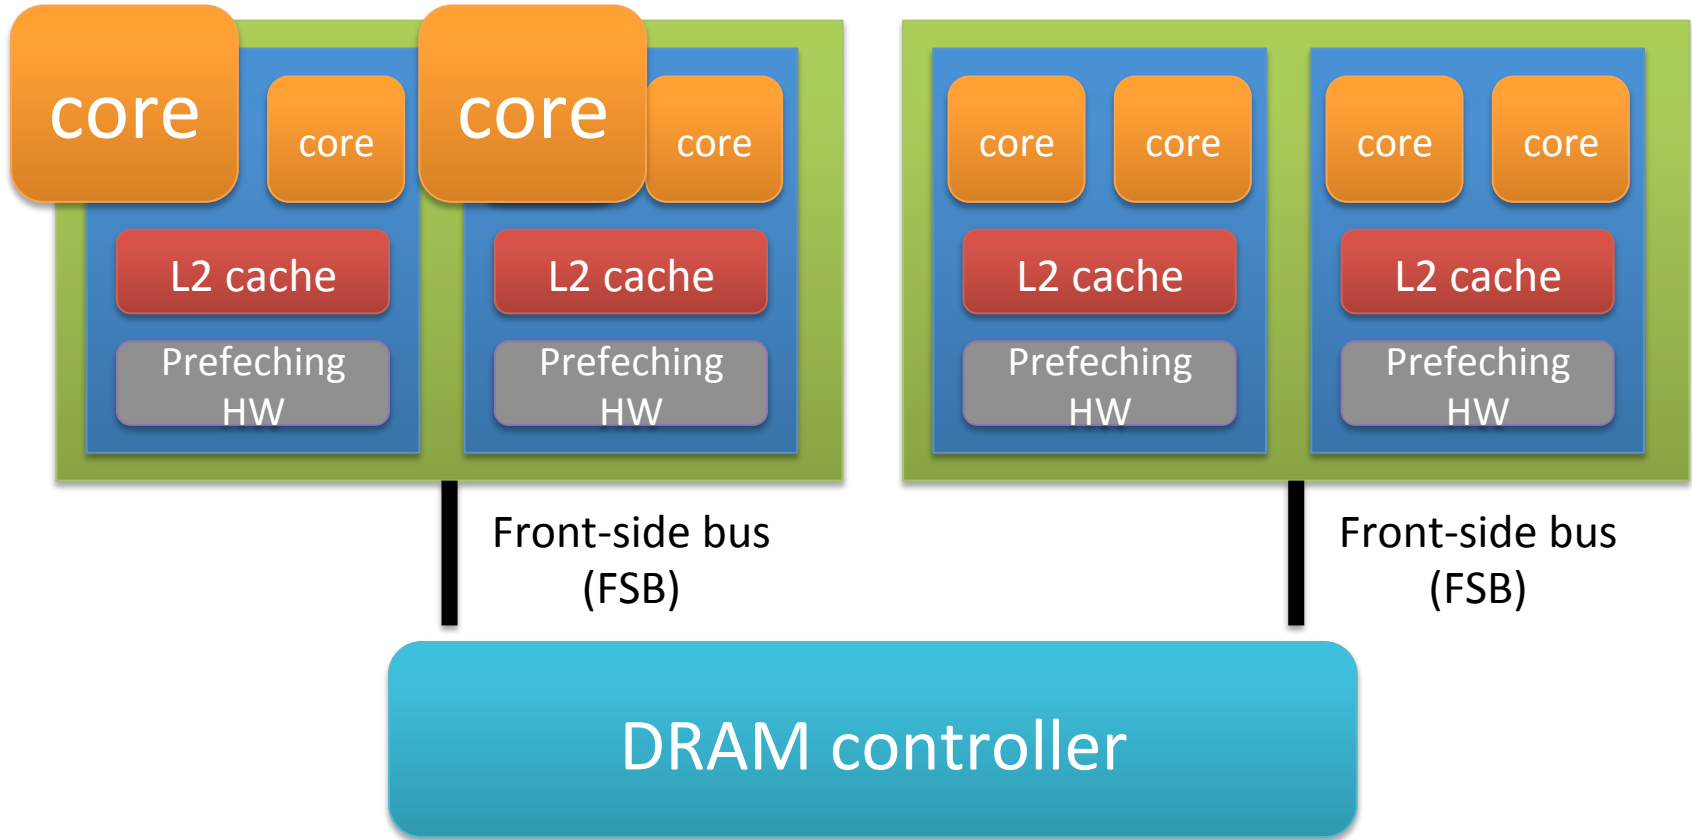 core
core
core
core
core
core
core
core
L2 cache
L2 cache
L2 cache
L2 cache
Prefeching
HW
Prefeching
HW
Prefeching
HW
Prefeching
HW
Front-side bus
(FSB)
Front-side bus
(FSB)
DRAM controller